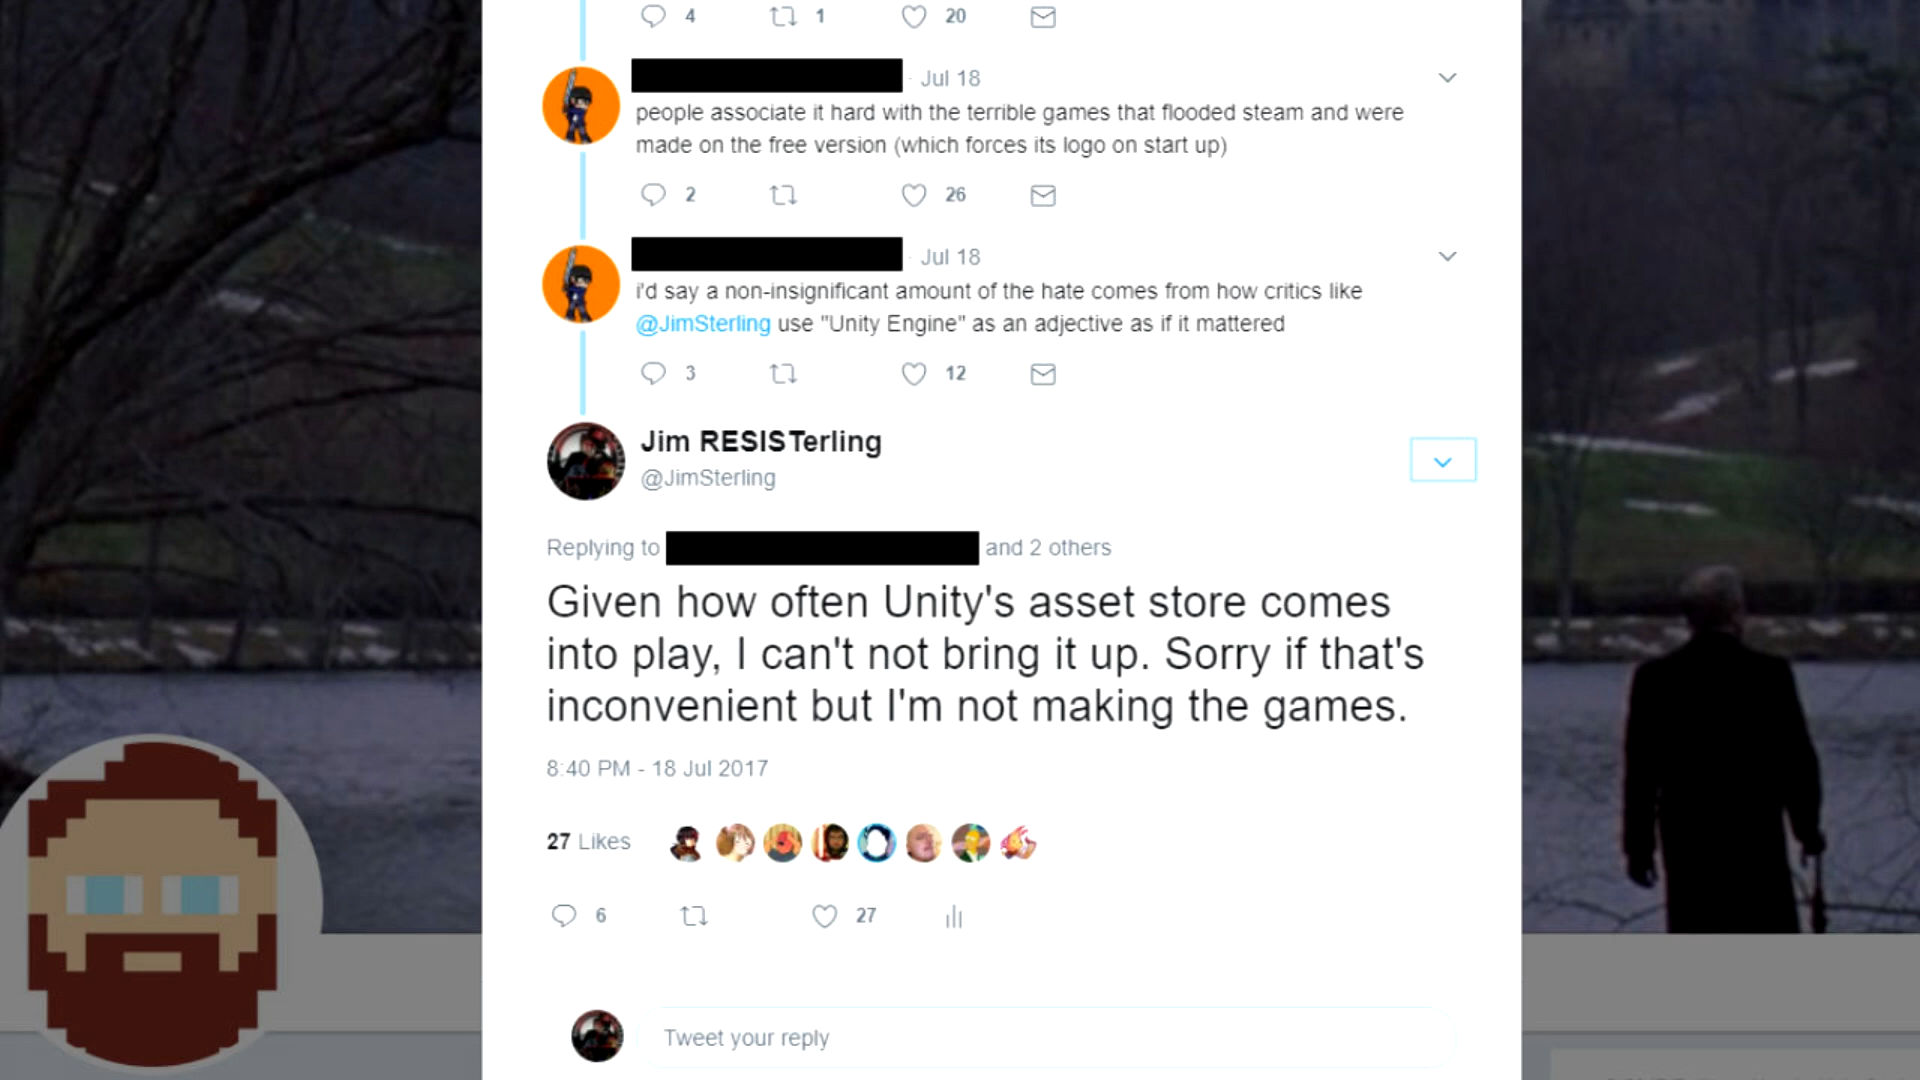 4 1 20
· Jul 18
people associate it hard with the terrible games that flooded steam and were
made on the free version (which forces its logo on start up)
2 26
· Jul 18
i'd say a non-insignificant amount of the hate comes from how critics like
@JimSterling use "Unity Engine" as an adjective as if it mattered
3 12
Jim RESISTerling
@JimSterling
Replying to and 2 others
Given how often Unity's asset store comes
into play, I can't not bring it up. Sorry if that's
inconvenient but I'm not making the games.
8:40 PM - 18 Jul 2017
27 Likes
6 27
Tweet your reply